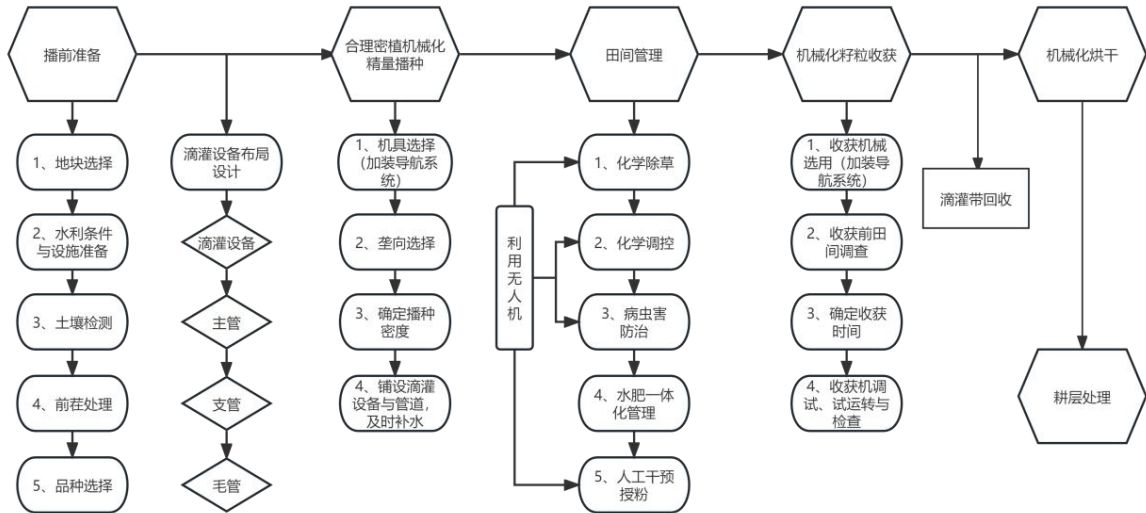 播前准备
1、地块选择
2、水利条件
与设施准备
3、土壤检测
4、前茬处理
5、品种选择
滴灌设备布局
设计
滴灌设备
主管
支管
毛管
合理密植机械化
精量播种
1、机具选择
（加装导航系
统）
2、垄向选择
3、确定播种
密度
4、铺设滴灌
设备与管道，
及时补水
利
用
无
人
机
田间管理
1、化学除草
2、化学调控
3、病虫害
防治
4、水肥一体
化管理
5、人工干预
授粉
机械化籽粒收获
1、收获机械
选用（加装导
航系统）
2、收获前田
间调查
3、确定收获
时间
4、收获机调
试、试运转与
检查
滴灌带回收
机械化烘干
耕层处理